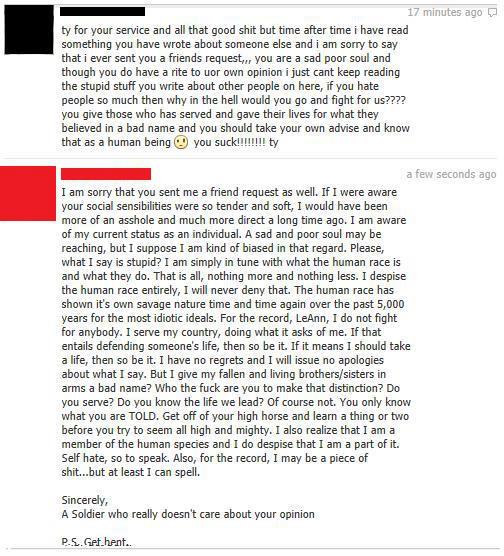 17 minutes ago
ty for your service and all that good shit but time after time i have read
something you have wrote about someone else and i am sorry to say
that i ever sent you a friends request,,, you are a sad poor soul and
though you do have a rite to uor own opinion i just cant keep reading
the stupid stuff you write about other people on here, if you hate
people so much then why in the hell would you go and fight for us????
you give those who has served and gave their lives for what they
believed in a bad name and you should take your own advise and know
that as a human being you suck!!!!!!!! ty
a few seconds ago
I am sorry that you sent me a friend request as well. If I were aware
your social sensibilities were so tender and soft, I would have been
more of an asshole and much more direct a long time ago. I am aware
of my current status as an individual. A sad and poor soul may be
reaching, but I suppose I am kind of biased in that regard. Please,
what I say is stupid? I am simply in tune with what the human race is
and what they do. That is all, nothing more and nothing less. I despise
the human race entirely, I will never deny that. The human race has
shown it's own savage nature time and time again over the past 5,000
years for the most idiotic ideals. For the record, LeAnn, I do not fight
for anybody. I serve my country, doing what it asks of me. If that
entails defending someone's life, then so be it. If it means I should take
a life, then so be it. I have no regrets and I will issue no apologies
about what I say. But I give my fallen and living brothers/sisters in
arms a bad name? Who the fuck are you to make that distinction? Do
you serve? Do you know the life we lead? Of course not. You only know
what you are TOLD. Get off of your high horse and learn a thing or two
before you try to seem all high and mighty. I also realize that I am a
member of the human species and I do despise that I am a part of it.
Self hate, so to speak. Also, for the record, I may be a piece of
shit...but at least I can spell.
Sincerely,
A Soldier who really doesn't care about your opinion
P.S. Get bent.